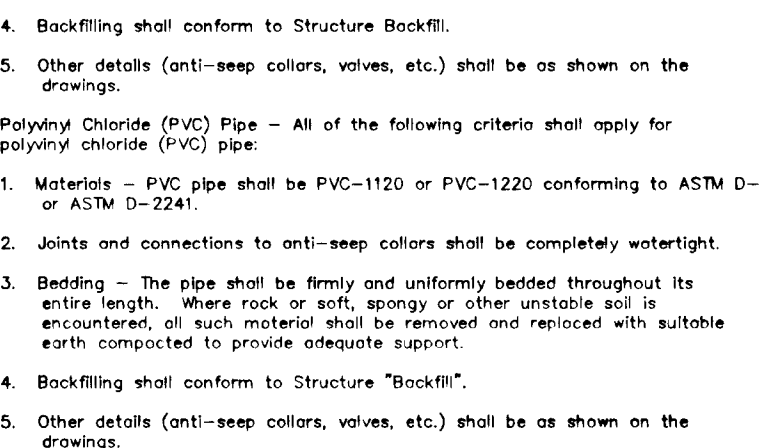 4. Backfilling shall conform to Structure Backfill.
5. Other details (anti-seep collars, valves, etc.) shall be as shown on the
drawings.
Polyvinyl Chloride (PVC) Pipe - All of the following criteria shall apply for
polyvinyl chloride (PVC) pipe:
1. Materials - PVC pipe shall be PVC-1120 or PVC-1220 conforming to ASTM D-
or ASTM D-2241.
2. Joints and connections to anti-seep collars shall be completely watertight.
3. Bedding - The pipe shall be firmly and uniformly bedded throughout its
entire length. Where rock or soft, spongy or other unstable soil is
encountered, all such material shall be removed and replaced with suitable
earth compacted to provide adequate support.
4. Backfilling shall conform to Structure "Backfill".
5. Other details (anti-seep collars, valves, etc.) shall be as shown on the
drawings.